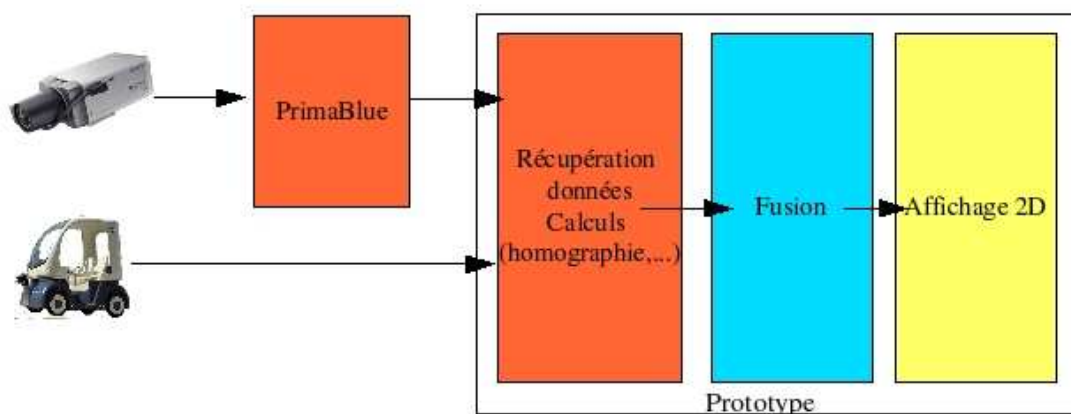 PrimaBlue
Récupération
données
Calculs
(homographie,...)
Fusion
Affichage 2D
Prototype